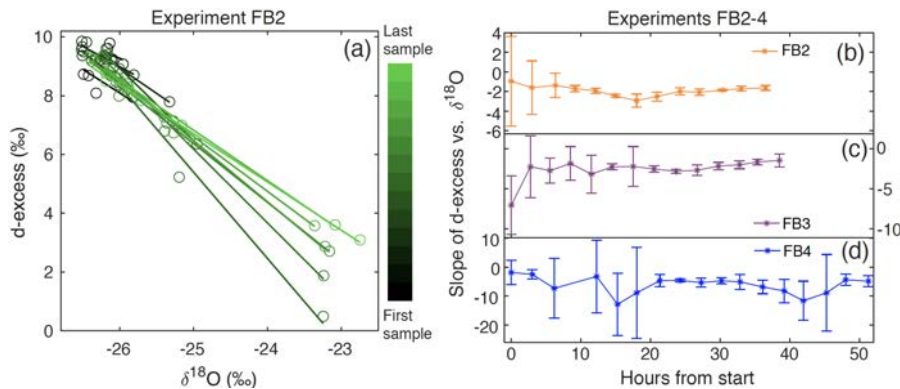 Experiment FB2
Experiments FB2-4
10
8
6
4
2
0
d-excess (‰)
(a)
Last
sample
First
sample
-26
-25
-24
-23
δ18O (‰)
Slope of d-excess vs. δ18O
4
2
0
-2
-4
-6
FB2
(b)
(c)
0
-5
-10
FB3
10
0
-10
-20
FB4
(d)
0
10
20
30
40
50
Hours from start